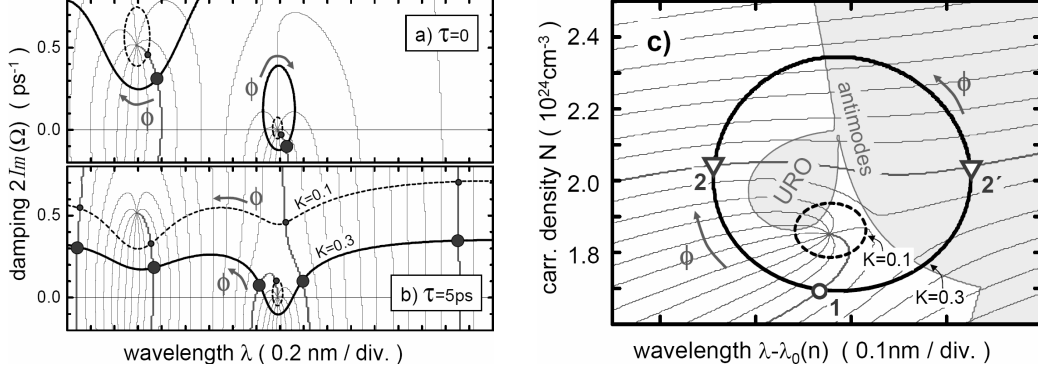 a) τ=0
0.5
0.0
ϕ
ϕ
damping 2 Im(Ω) ( ps⁻¹)
0.5
0.0
ϕ
K=0.1
K=0.3
ϕ
b) τ=5ps
wavelength λ ( 0.2 nm / div. )
c)
2.4
2.2
2.0
1.8
carr. density N ( 10²⁴cm⁻³)
ϕ
antimodes
URO
2
2´
ϕ
K=0.1
K=0.3
1
wavelength λ-λ₀(n) ( 0.1nm / div. )